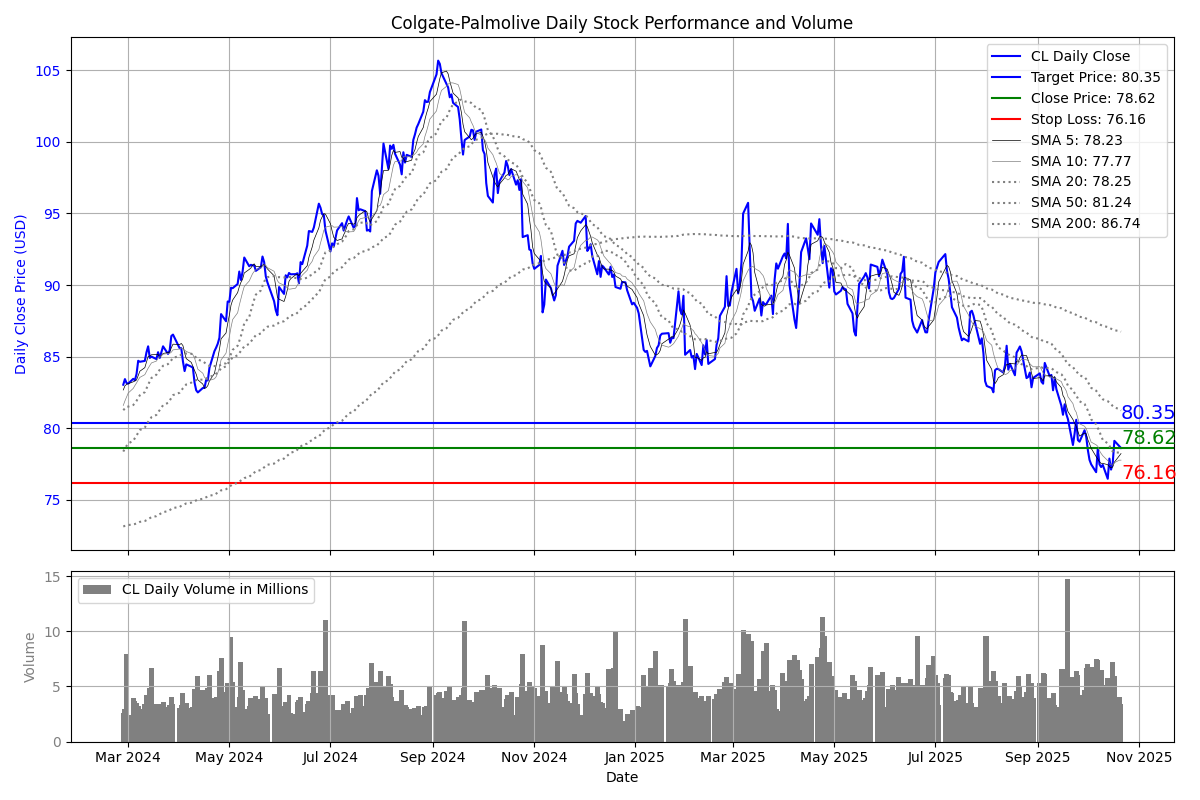 Colgate-Palmolive Daily Stock Performance and Volume
Daily Close Price (USD)
105
100
95
90
85
80
75
CL Daily Close
Target Price: 80.35
Close Price: 78.62
Stop Loss: 76.16
SMA 5: 78.23
SMA 10: 77.77
SMA 20: 78.25
SMA 50: 81.24
SMA 200: 86.74
80.35
78.62
76.16
Volume
15
10
5
0
CL Daily Volume in Millions
Mar 2024 May 2024 Jul 2024 Sep 2024 Nov 2024 Jan 2025 Mar 2025 May 2025 Jul 2025 Sep 2025 Nov 2025
Date